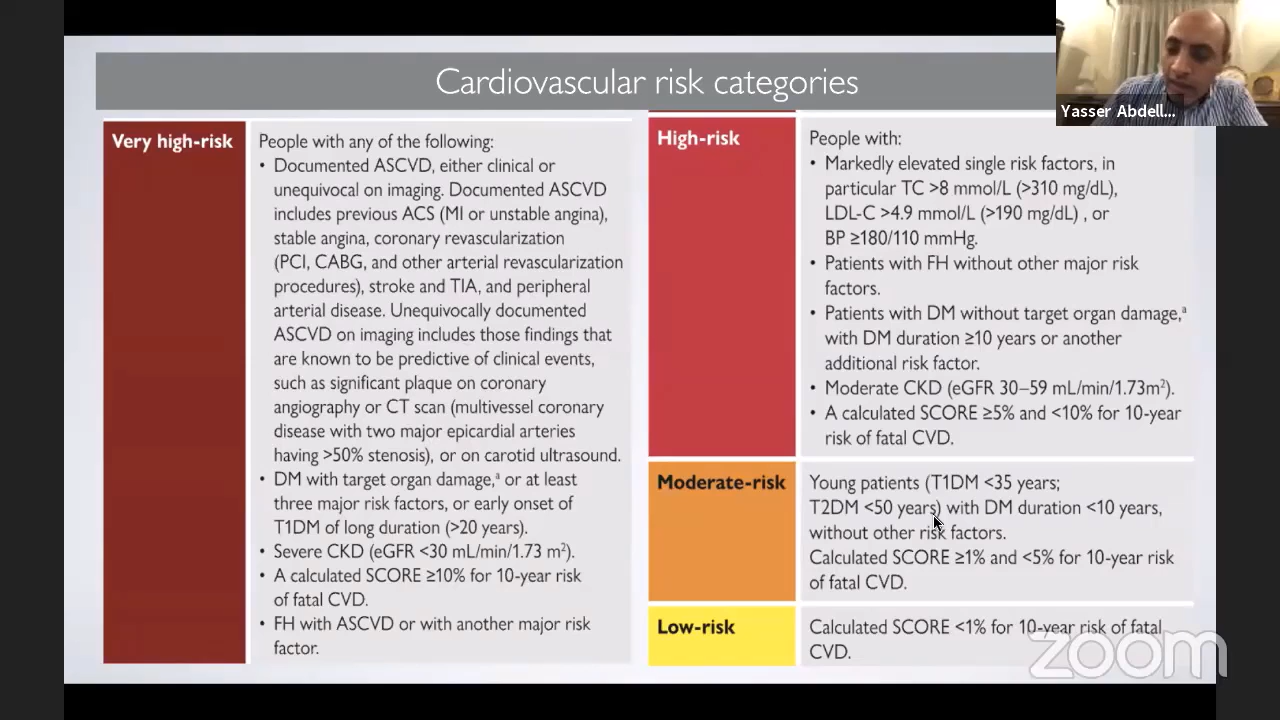 Cardiovascular risk categories
Yasser Abdell...
Very high-risk
People with any of the following:
• Documented ASCVD, either clinical or
unequivocal on imaging. Documented ASCVD
includes previous ACS (MI or unstable angina),
stable angina, coronary revascularization
(PCI, CABG, and other arterial revascularization
procedures), stroke and TIA, and peripheral
arterial disease. Unequivocally documented
ASCVD on imaging includes those findings that
are known to be predictive of clinical events,
such as significant plaque on coronary
angiography or CT scan (multivessel coronary
disease with two major epicardial arteries
having >50% stenosis), or on carotid ultrasound.
• DM with target organ damage,ᵃ or at least
three major risk factors, or early onset of
T1DM of long duration (>20 years).
• Severe CKD (eGFR <30 mL/min/1.73 m²).
• A calculated SCORE ≥10% for 10-year risk
of fatal CVD.
• FH with ASCVD or with another major risk
factor.
High-risk
People with:
• Markedly elevated single risk factors, in
particular TC >8 mmol/L (>310 mg/dL),
LDL-C >4.9 mmol/L (>190 mg/dL) , or
BP ≥180/110 mmHg.
• Patients with FH without other major risk
factors.
• Patients with DM without target organ damage,ᵃ
with DM duration ≥10 years or another
additional risk factor.
• Moderate CKD (eGFR 30–59 mL/min/1.73m²).
• A calculated SCORE ≥5% and <10% for 10-year
risk of fatal CVD.
Moderate-risk
Young patients (T1DM <35 years;
T2DM <50 years) with DM duration <10 years,
without other risk factors.
Calculated SCORE ≥1% and <5% for 10-year risk
of fatal CVD.
Low-risk
Calculated SCORE <1% for 10-year risk of fatal
CVD.
zoom